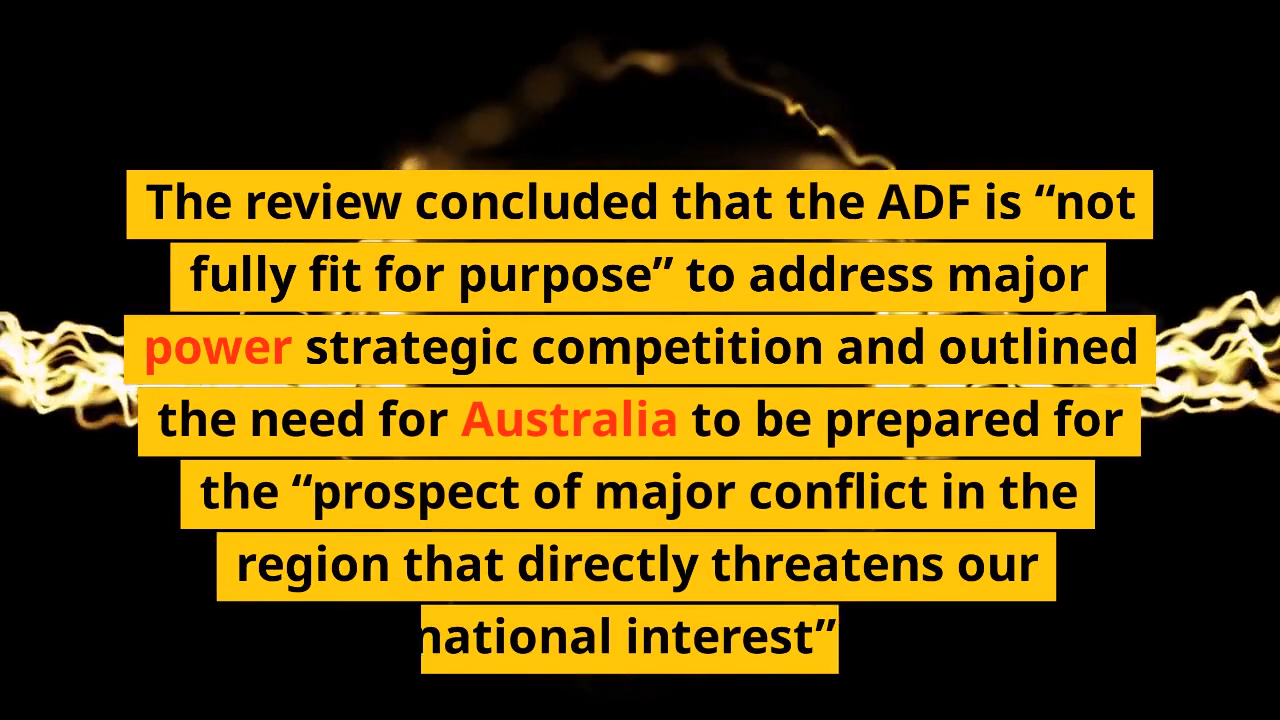 The review concluded that the ADF is “not
fully fit for purpose” to address major
power strategic competition and outlined
the need for Australia to be prepared for
the “prospect of major conflict in the
region that directly threatens our
national interest”